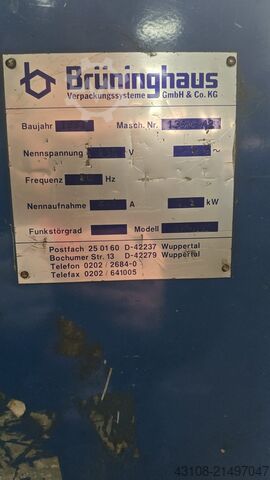 Brüninghaus
Verpackungssysteme GmbH & Co. KG
Baujahr Masch. Nr.
Nennspannung V ~
Frequenz Hz
Nennaufnahme A kW
Funkstörgrad Modell
Postfach 25 01 60 D-42237 Wuppertal
Bochumer Str. 13 D-42279 Wuppertal
Telefon 0202 / 2684-0
Telefax 0202 / 641005
43108-21497047